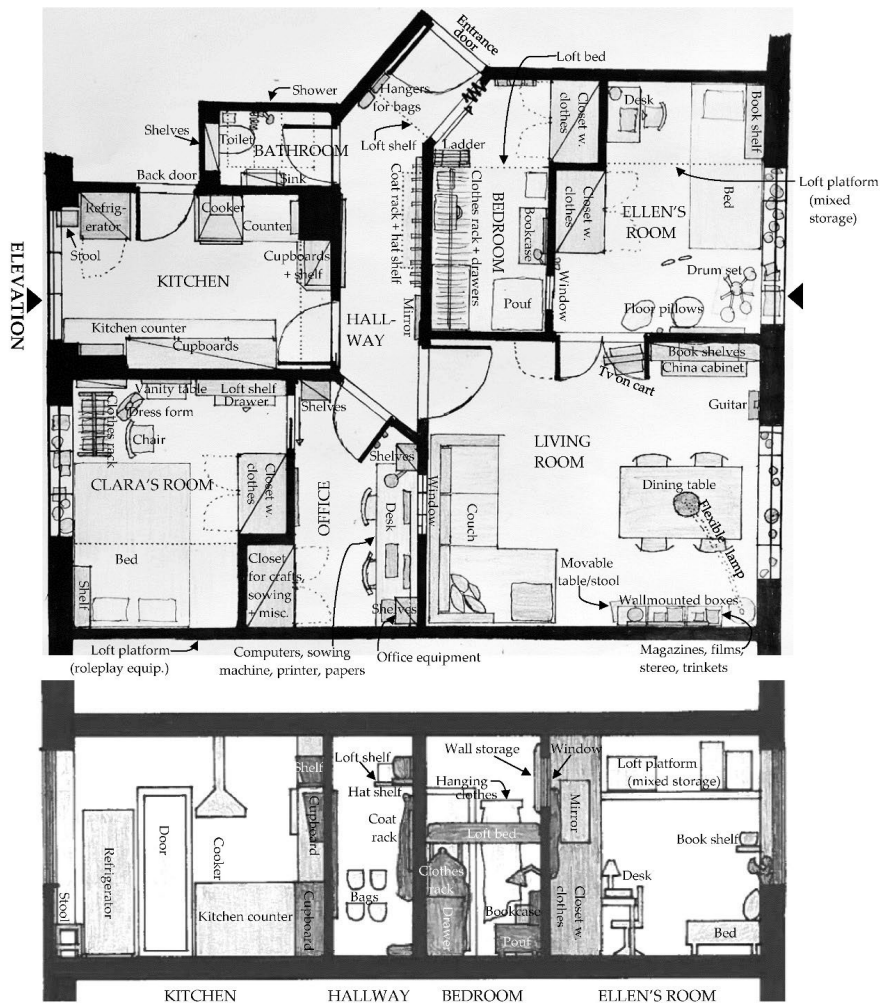 Entrance
door
Loft bed
Shower
Hangers
for bags
Closet w.
clothes
Desk
Book shelf
Shelves
Toilet
BATHROOM
Loft shelf
Ladder
Back door
Sink
Loft platform
(mixed
storage)
Refrig-
erator
Cooker
Counter
Coat rack + hat shelf
Clothes rack + drawers
BEDROOM
Bookcase
Closet w.
clothes
ELLEN'S
ROOM
Bed
Stool
KITCHEN
Cupboards
+ shelf
ELEVATION
Drum set
Window
Pouf
Floor pillows
Mirror
HALL-
WAY
Kitchen counter
Cupboards
Book shelves
China cabinet
Tv on cart
Vanity table
Loft shelf
Drawer
Shelves
Dress form
Clothes rack
Chair
Guitar
LIVING
ROOM
Shelves
CLARA'S ROOM
Closet w.
clothes
OFFICE
Desk
Window
Couch
Dining table
Flexible lamp
Bed
Closet
for crafts,
sowing
+ misc.
Shelf
Movable
table/stool
Wallmounted boxes
Shelves
Loft platform
(roleplay equip.)
Computers, sowing
machine, printer, papers
Office equipment
Magazines, films,
stereo, trinkets
Loft shelf
Hat shelf
Wall storage
Window
Loft platform
(mixed storage)
Shelf
Hanging
clothes
Mirror
Cupboard
Coat
rack
Loft bed
Book shelf
Door
Cooker
Refrigerator
Clothes
rack
Desk
Stool
Kitchen counter
Bags
Bookcase
Closet w.
clothes
Cupboard
Drawer
Pouf
Bed
KITCHEN
HALLWAY
BEDROOM
ELLEN'S ROOM